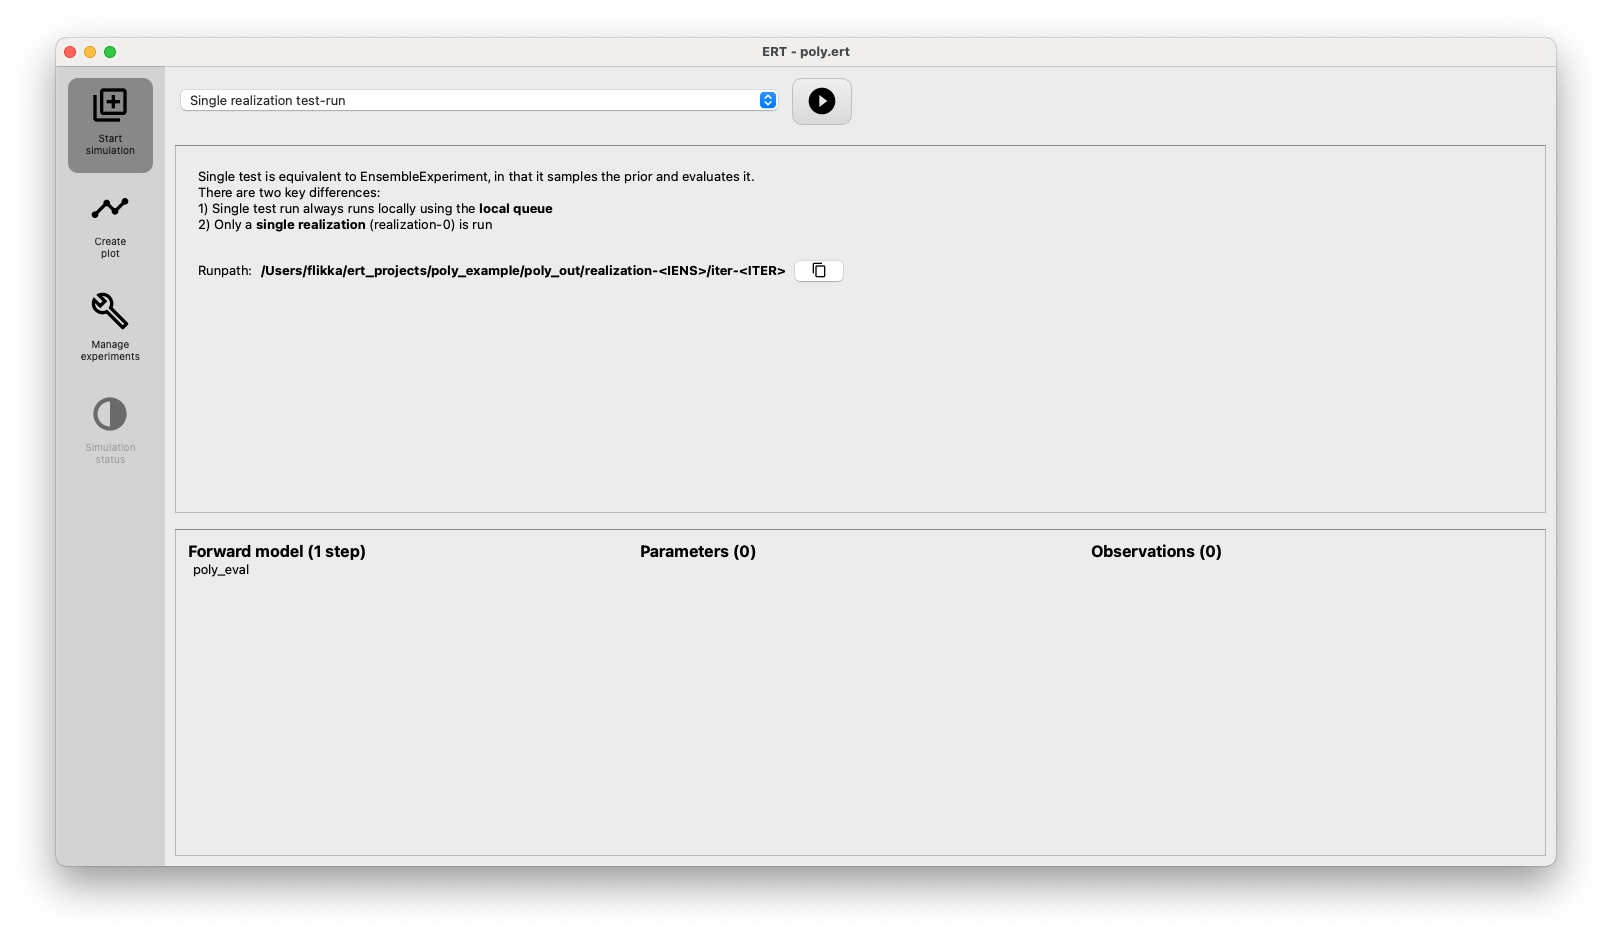 ERT - poly.ert
Start
simulation
Single realization test-run
Create
plot
Manage
experiments
Simulation
status
Single test is equivalent to EnsembleExperiment, in that it samples the prior and evaluates it.
There are two key differences:
1) Single test run always runs locally using the local queue
2) Only a single realization (realization-0) is run
Runpath: /Users/flikka/ert_projects/poly_example/poly_out/realization-<IENS>/iter-<ITER>
Forward model (1 step)
poly_eval
Parameters (0)
Observations (0)